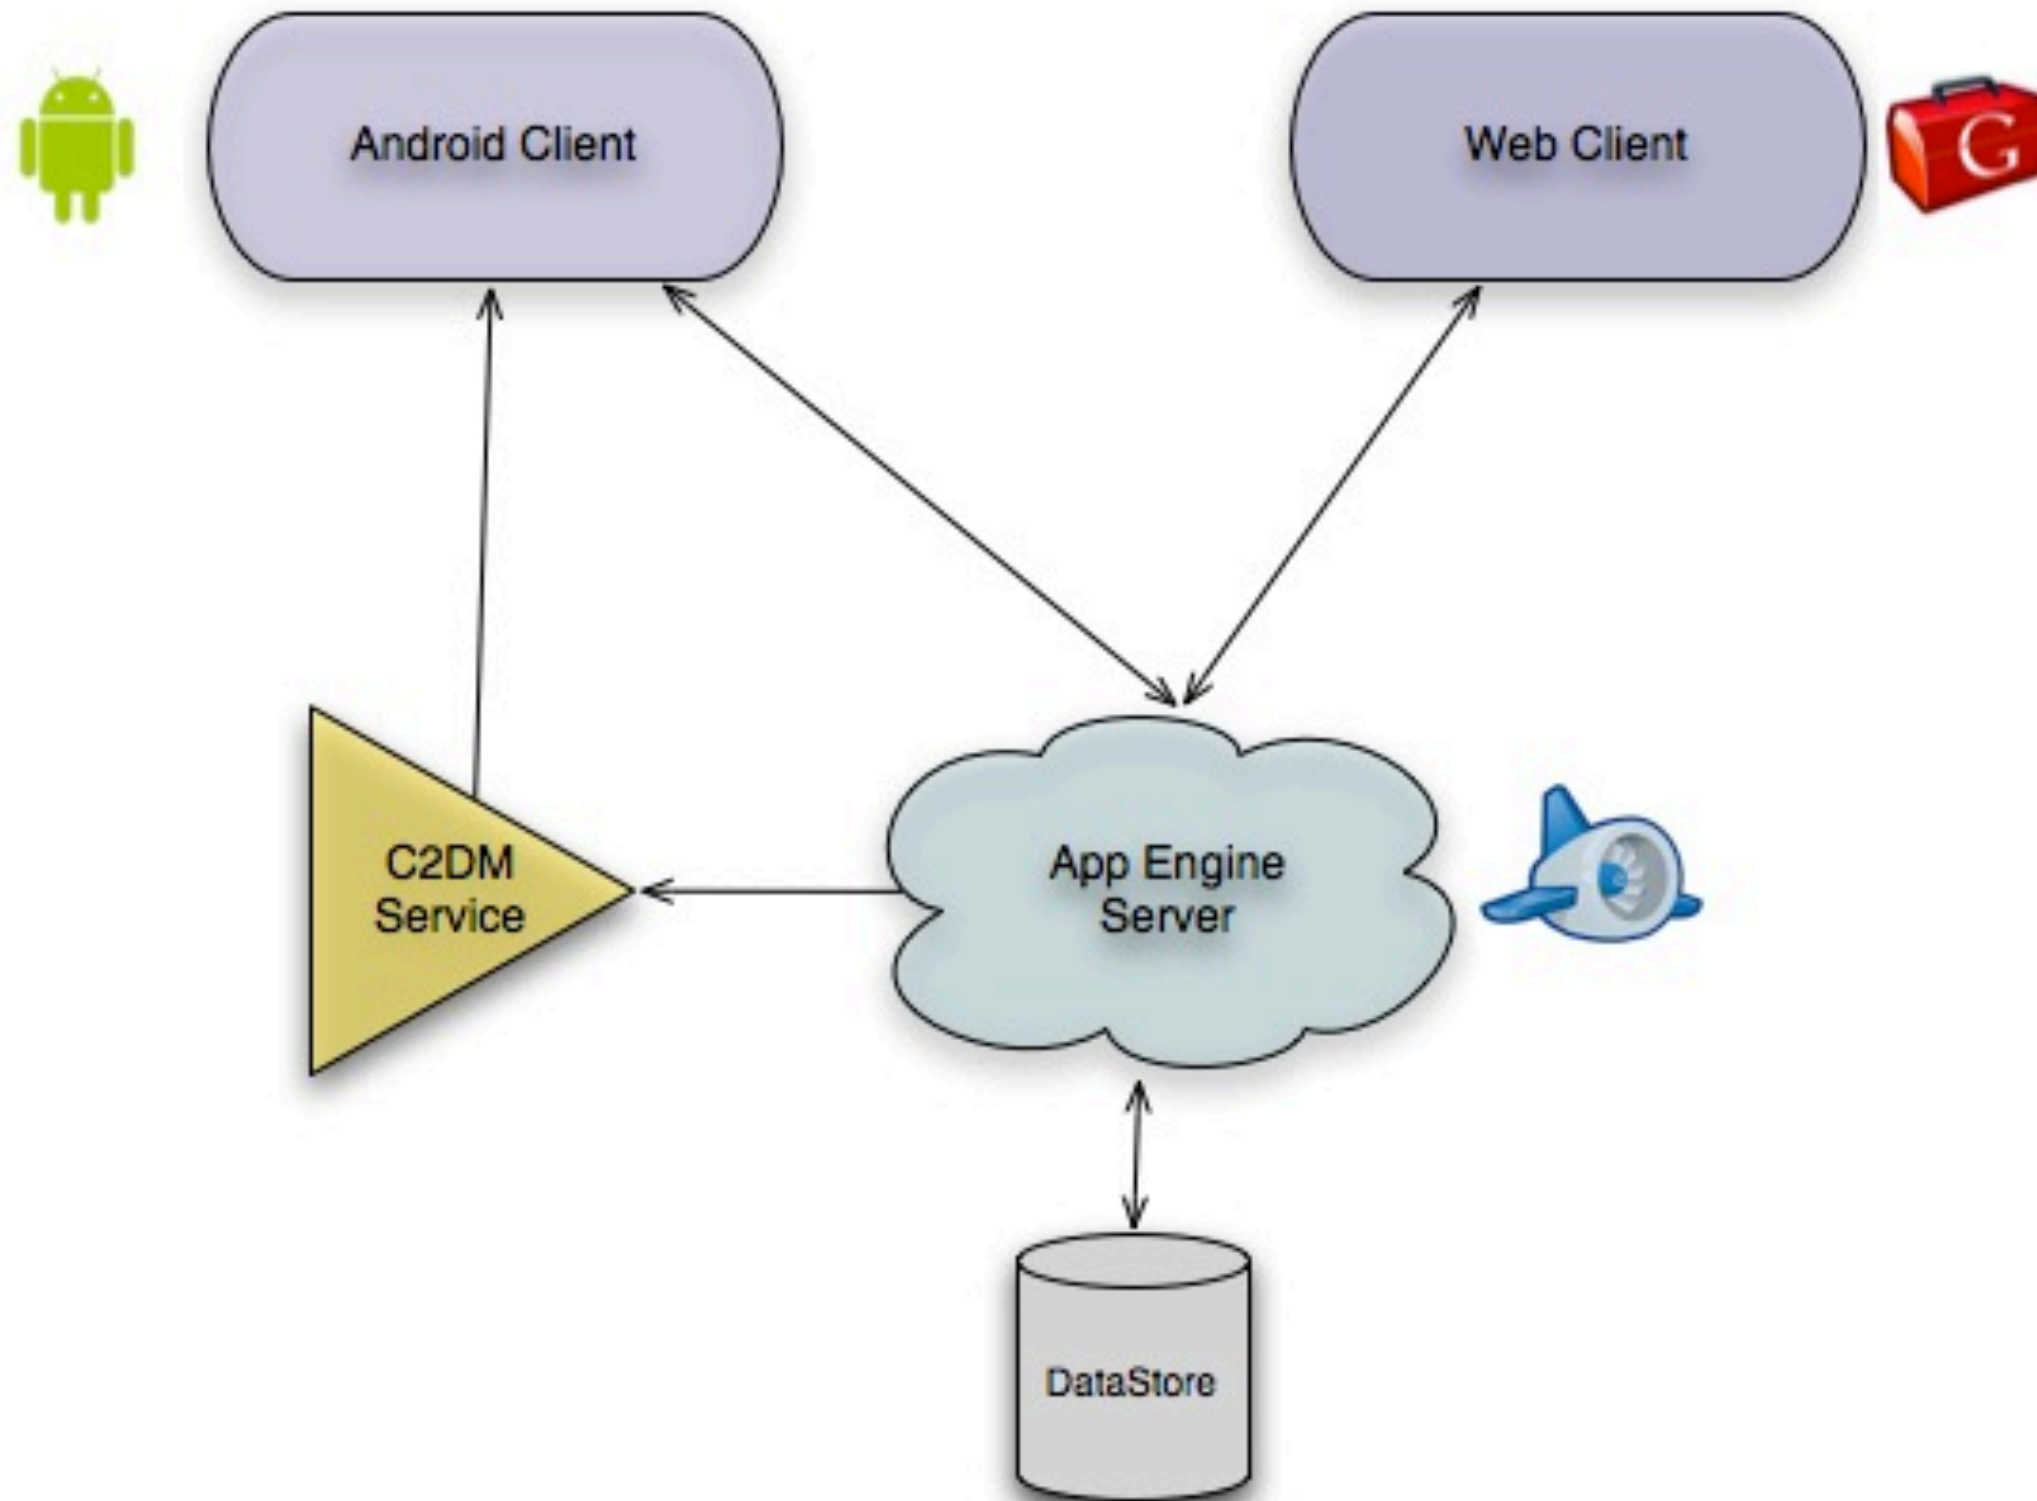 Android Client
Web Client
G
C2DM
Service
App Engine
Server
DataStore